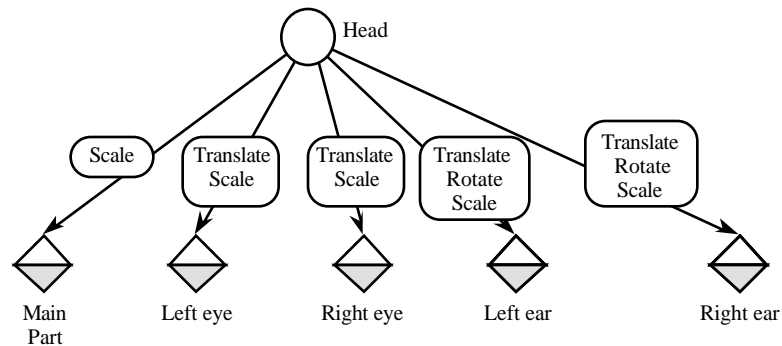 Head
Scale
Translate
Scale
Translate
Scale
Translate
Rotate
Scale
Translate
Rotate
Scale
Main
Part
Left eye
Right eye
Left ear
Right ear